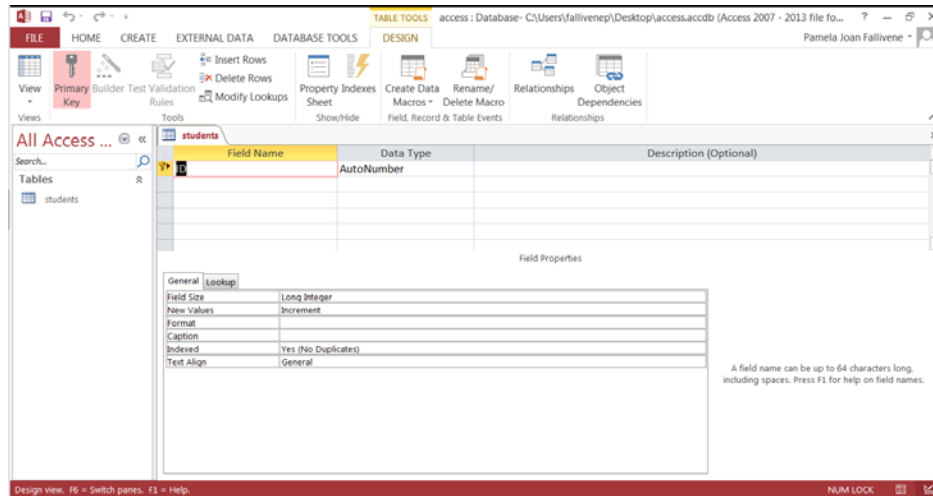 TABLE TOOLS access : Database- C:\Users\fallivenep\Desktop\access.accdb (Access 2007 - 2013 file fo... ?
FILE HOME CREATE EXTERNAL DATA DATABASE TOOLS DESIGN Pamela Joan Fallivene
View
Primary Key
Builder
Test Validation Rules
Insert Rows
Delete Rows
Modify Lookups
Property Sheet
Indexes
Create Data Macros
Rename/ Delete Macro
Relationships
Object Dependencies
Views Tools Show/Hide Field, Record & Table Events Relationships
All Access ... «
Search...
Tables
students
students
Field Name Data Type Description (Optional)
ID AutoNumber
Field Properties
General Lookup
Field Size Long Integer
New Values Increment
Format
Caption
Indexed Yes (No Duplicates)
Text Align General
A field name can be up to 64 characters long,
including spaces. Press F1 for help on field names.
Design view. F6 = Switch panes. F1 = Help. NUM LOCK